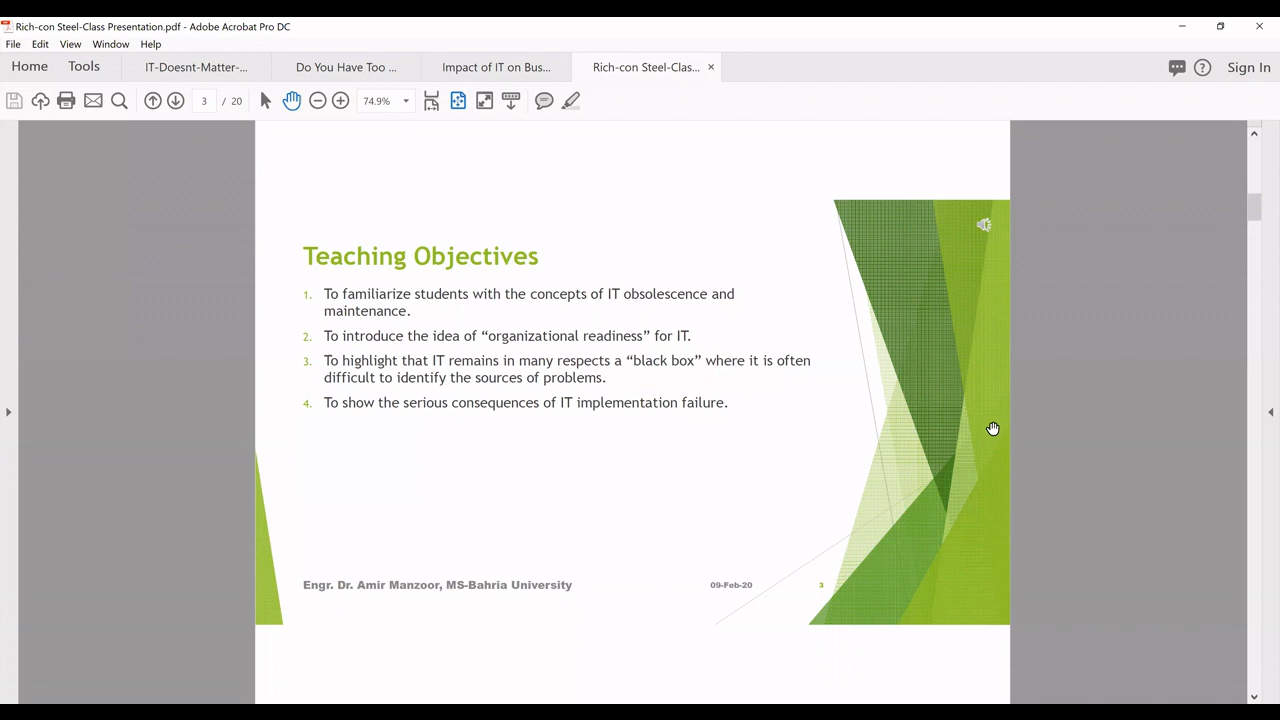 Rich-con Steel-Class Presentation.pdf - Adobe Acrobat Pro DC
File Edit View Window Help
Home Tools IT-Doesnt-Matter-... Do You Have Too ... Impact of IT on Bus... Rich-con Steel-Clas... × Sign In
3 / 20 74.9%
Teaching Objectives
1. To familiarize students with the concepts of IT obsolescence and
maintenance.
2. To introduce the idea of “organizational readiness” for IT.
3. To highlight that IT remains in many respects a “black box” where it is often
difficult to identify the sources of problems.
4. To show the serious consequences of IT implementation failure.
Engr. Dr. Amir Manzoor, MS-Bahria University 09-Feb-20 3